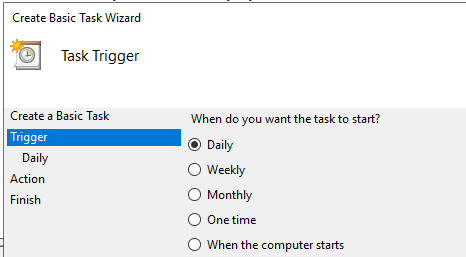 Create Basic Task Wizard
Task Trigger
Create a Basic Task
Trigger
Daily
Action
Finish
When do you want the task to start?
Daily
Weekly
Monthly
One time
When the computer starts